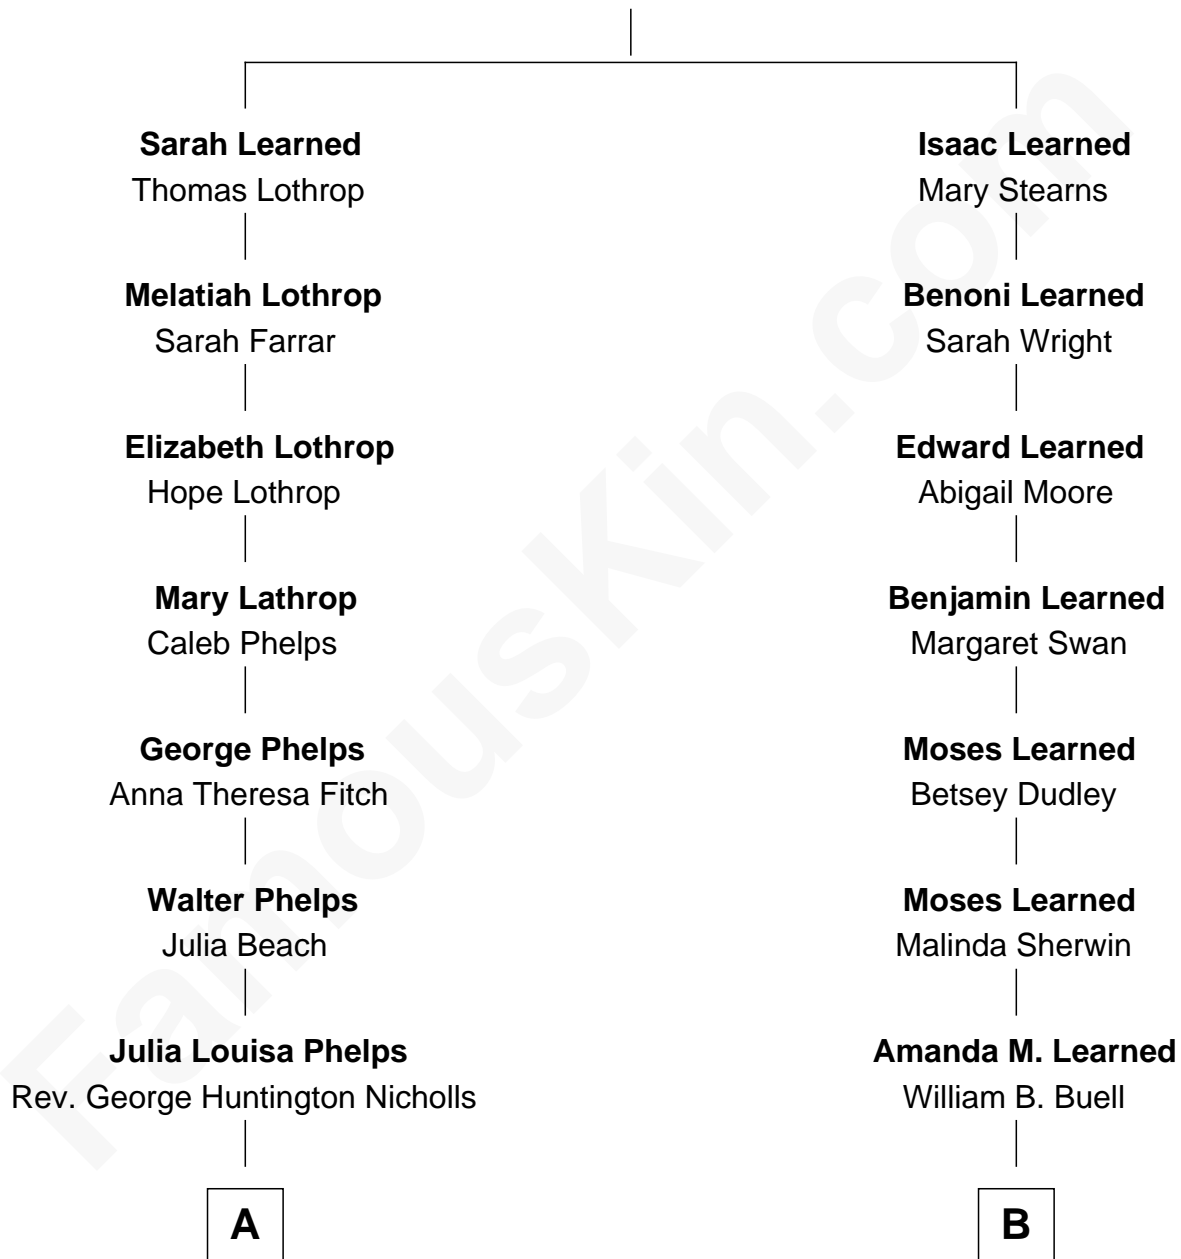 Sarah Learned
Thomas Lothrop
Melatiah Lothrop
Sarah Farrar
Elizabeth Lothrop
Hope Lothrop
Mary Lathrop
Caleb Phelps
George Phelps
Anna Theresa Fitch
Walter Phelps
Julia Beach
Julia Louisa Phelps
Rev. George Huntington Nicholls
A
Isaac Learned
Mary Stearns
Benoni Learned
Sarah Wright
Edward Learned
Abigail Moore
Benjamin Learned
Margaret Swan
Moses Learned
Betsey Dudley
Moses Learned
Malinda Sherwin
Amanda M. Learned
William B. Buell
B
FamousKin.com